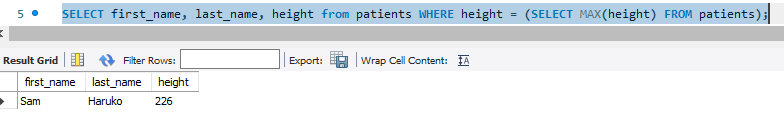 5 SELECT first_name, last_name, height from patients WHERE height = (SELECT MAX(height) FROM patients);
Result Grid Filter Rows: Export: Wrap Cell Content:
first_name last_name height
Sam Haruko 226